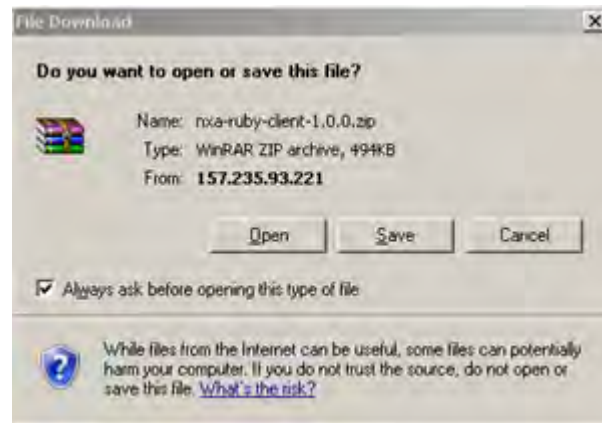 File Download
Do you want to open or save this file?
Name: nxa-ruby-client-1.0.0.zip
Type: WinRAR ZIP archive, 494KB
From: 157.235.93.221
Open Save Cancel
Always ask before opening this type of file
While files from the Internet can be useful, some files can potentially
harm your computer. If you do not trust the source, do not open or
save this file. What's the risk?